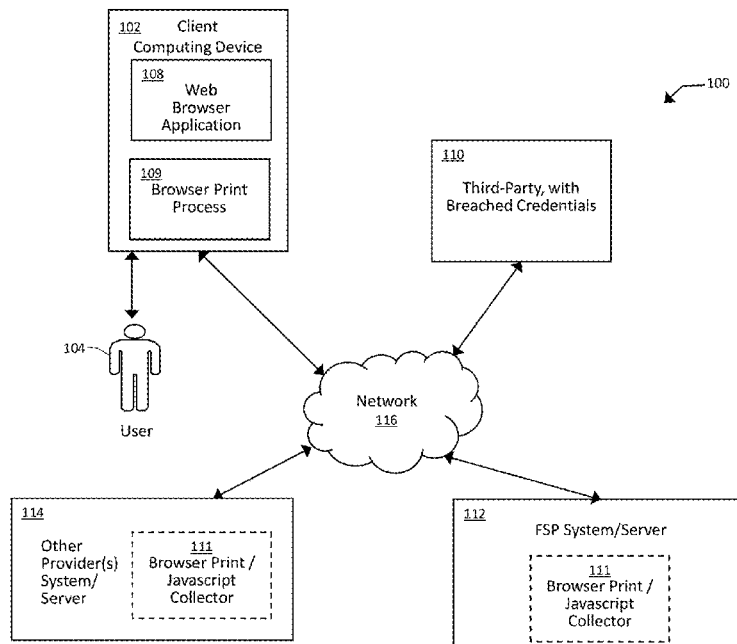 102
Client
Computing Device
108
Web
Browser
Application
109
Browser Print
Process
100
110
Third-Party, with
Breached Credentials
104
User
Network
116
114
Other
Provider(s)
System/
Server
111
Browser Print /
Javascript
Collector
112
FSP System/Server
111
Browser Print /
Javascript
Collector